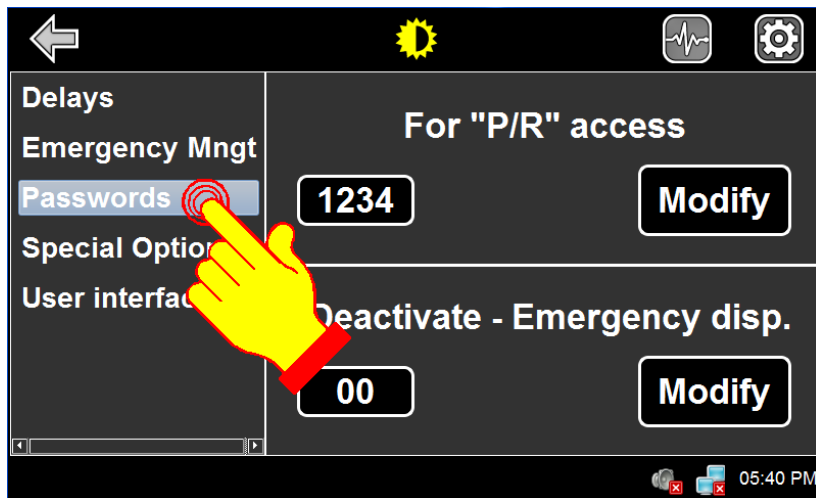 Delays
Emergency Mngt
Passwords
Special Option
User interfac
For "P/R" access
1234
Modify
Deactivate - Emergency disp.
00
Modify
05:40 PM